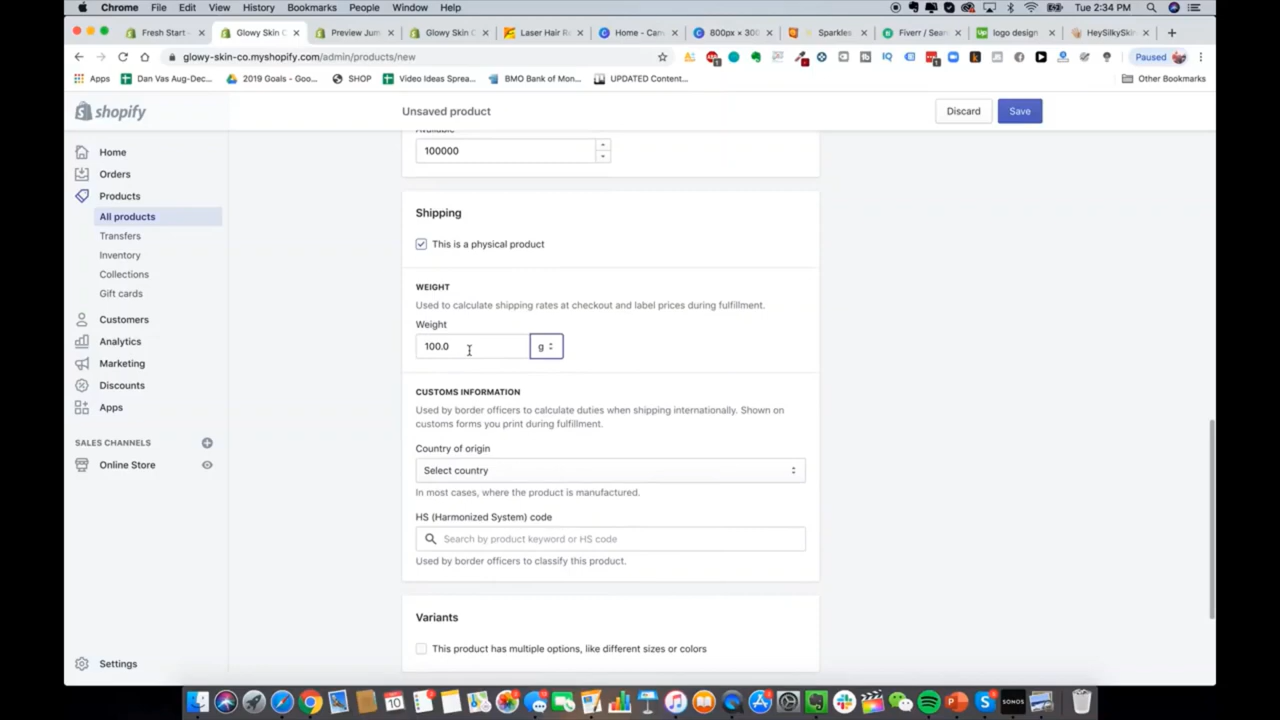 Chrome File Edit View History Bookmarks People Window Help Tue 2:34 PM
Fresh Start - Glowy Skin C Preview Jum Glowy Skin C Laser Hair R Home - Can 800px × 300 Sparkles Fiverr / Sear logo design HeySilkySkin
glowy-skin-co.myshopify.com/admin/products/new Paused
Apps Dan Vas Aug-Dec... 2019 Goals - Goo... SHOP Video Ideas Sprea... BMO Bank of Mon... UPDATED Content... Other Bookmarks
shopify Unsaved product Discard Save
Available
100000
Home
Orders
Products
All products
Transfers
Inventory
Collections
Gift cards
Customers
Analytics
Marketing
Discounts
Apps
SALES CHANNELS
Online Store
Settings
Shipping
This is a physical product
WEIGHT
Used to calculate shipping rates at checkout and label prices during fulfillment.
Weight
100.0 g
CUSTOMS INFORMATION
Used by border officers to calculate duties when shipping internationally. Shown on
customs forms you print during fulfillment.
Country of origin
Select country
In most cases, where the product is manufactured.
HS (Harmonized System) code
Search by product keyword or HS code
Used by border officers to classify this product.
Variants
This product has multiple options, like different sizes or colors
10
SONOS